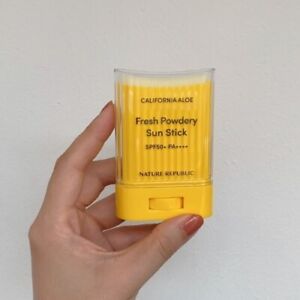 CALIFORNIA ALOE
Fresh Powdery
Sun Stick
SPF50+ PA++++
NATURE REPUBLIC